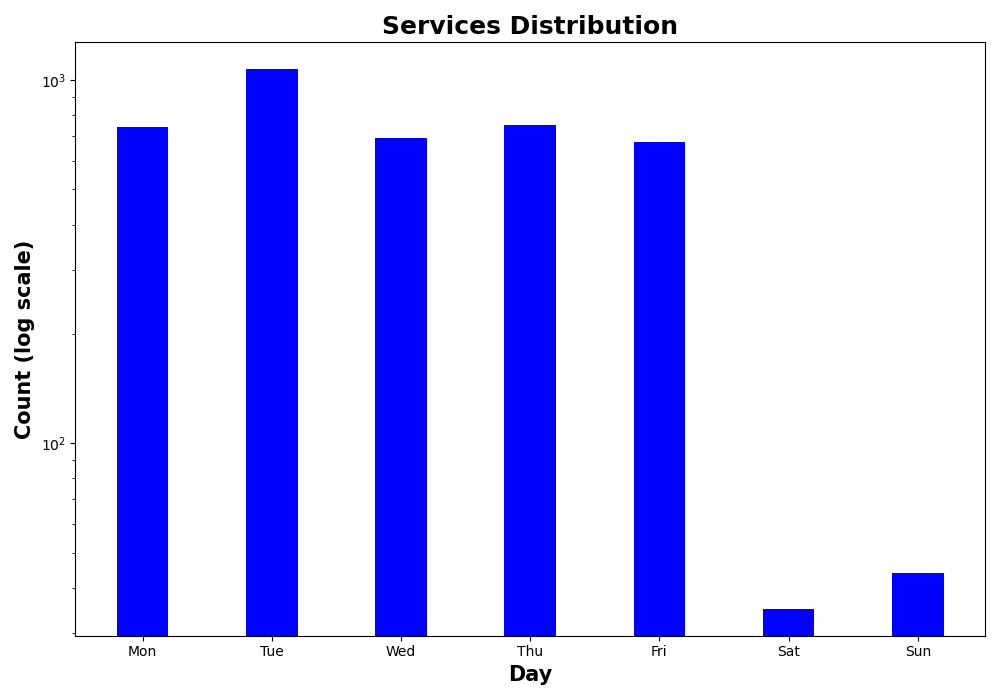 Services Distribution
Count (log scale)
10³
10²
Mon Tue Wed Thu Fri Sat Sun
Day